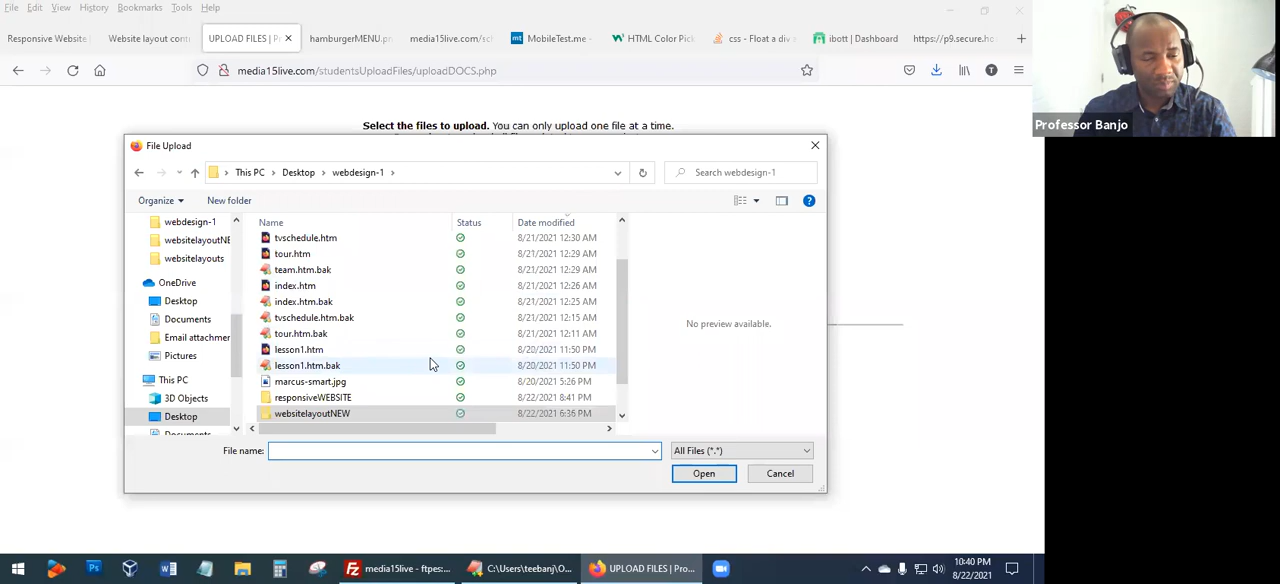 File Edit View History Bookmarks Tools Help
Responsive Website Website layout con UPLOAD FILES | P hamburgerMENU.pn media15live.com/sc MobileTest.me - HTML Color Pick css - Float a div ibott | Dashboard https://p9.secure.ho
media15live.com/studentsUploadFiles/uploadDOCS.php
Professor Banjo
Select the files to upload. You can only upload one file at a time.
File Upload
This PC > Desktop > webdesign-1 >
Search webdesign-1
Organize New folder
Name Status Date modified
webdesign-1
websitelayoutNE
websitelayouts
OneDrive
Desktop
Documents
Email attachmer
Pictures
This PC
3D Objects
Desktop
Documents
tvschedule.htm 8/21/2021 12:30 AM
tour.htm 8/21/2021 12:29 AM
team.htm.bak 8/21/2021 12:29 AM
index.htm 8/21/2021 12:26 AM
index.htm.bak 8/21/2021 12:25 AM
tvschedule.htm.bak 8/21/2021 12:15 AM
tour.htm.bak 8/21/2021 12:11 AM
lesson1.htm 8/20/2021 11:50 PM
lesson1.htm.bak 8/20/2021 11:50 PM
marcus-smart.jpg 8/20/2021 5:26 PM
responsiveWEBSITE 8/22/2021 8:41 PM
websitelayoutNEW 8/22/2021 6:36 PM
No preview available.
File name: All Files (*.*)
Open Cancel
media15live - ftpes:... C:\Users\teebanj\O... UPLOAD FILES | Pro...
10:40 PM
8/22/2021